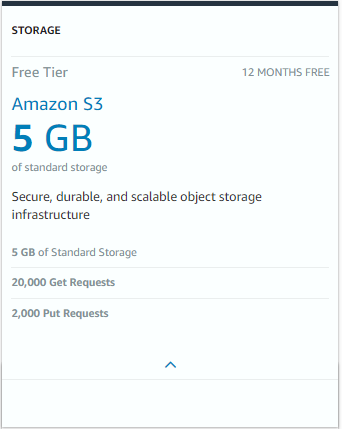 STORAGE
Free Tier 12 MONTHS FREE
Amazon S3
5 GB
of standard storage
Secure, durable, and scalable object storage
infrastructure
5 GB of Standard Storage
20,000 Get Requests
2,000 Put Requests